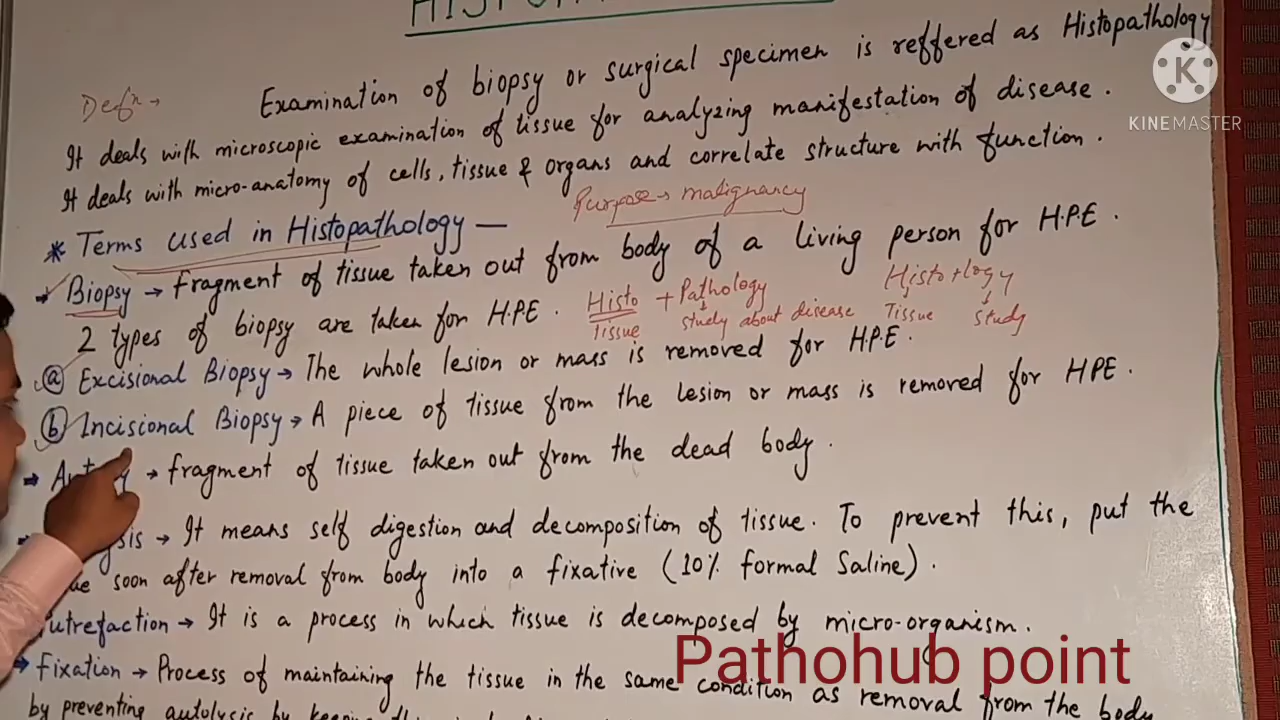 Defⁿ → Examination of biopsy or surgical specimen is reffered as Histopathology
It deals with microscopic examination of tissue for analyzing manifestation of disease.
It deals with micro-anatomy of cells, tissue & organs and correlate structure with function.
Purpose → malignancy
* Terms used in Histopathology —
→ Biopsy → Fragment of tissue taken out from body of a living person for H.P.E.
Histo + Pathology
tissue study about disease
Histo + logy
Tissue study
2 types of biopsy are taken for H.P.E.
ⓐ Excisional Biopsy → The whole lesion or mass is removed for H.P.E.
ⓑ Incisional Biopsy → A piece of tissue from the lesion or mass is removed for HPE.
→ fragment of tissue taken out from the dead body.
→ It means self digestion and decomposition of tissue. To prevent this, put the
soon after removal from body into a fixative (10% formal Saline).
→ It is a process in which tissue is decomposed by micro-organism.
→ Fixation → Process of maintaining the tissue in the same condition as removal from the body
by preventing autolysis by
KINEMASTER
Pathohub point